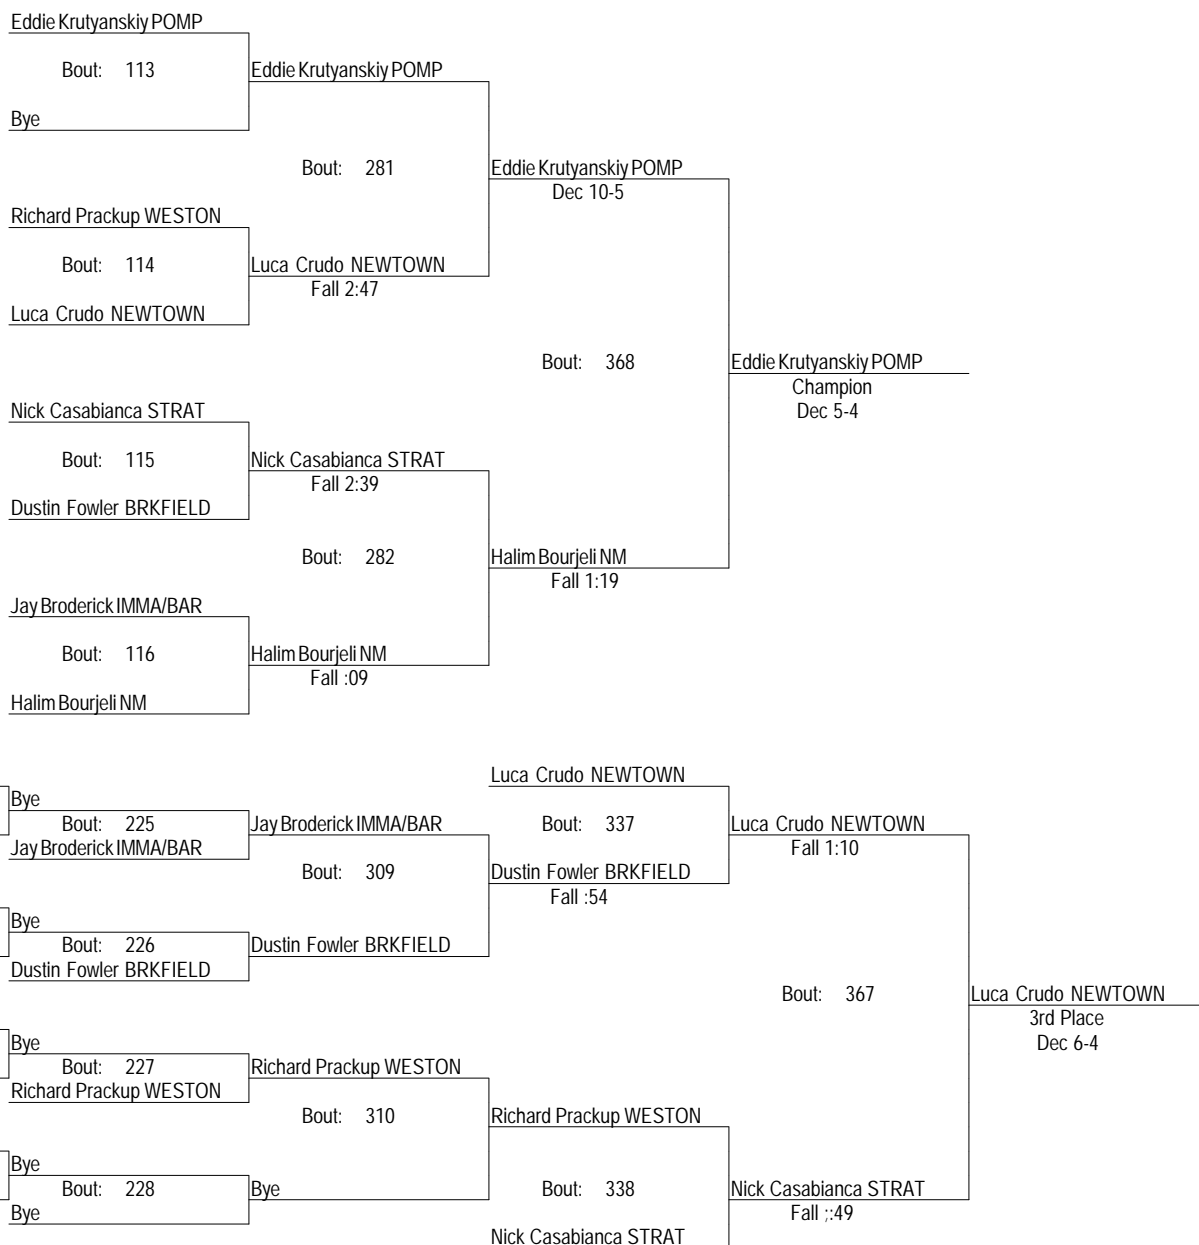 Eddie Krutyanskiy POMP
Bout: 113
Eddie Krutyanskiy POMP
Bye
Bout: 281
Eddie Krutyanskiy POMP
Dec 10-5
Richard Prackup WESTON
Bout: 114
Luca Crudo NEWTOWN
Fall 2:47
Luca Crudo NEWTOWN
Bout: 368
Eddie Krutyanskiy POMP
Champion
Dec 5-4
Nick Casabianca STRAT
Bout: 115
Nick Casabianca STRAT
Fall 2:39
Dustin Fowler BRKFIELD
Bout: 282
Halim Bourjeli NM
Fall 1:19
Jay Broderick IMMA/BAR
Bout: 116
Halim Bourjeli NM
Fall :09
Halim Bourjeli NM
Luca Crudo NEWTOWN
Bye
Bout: 225
Jay Broderick IMMA/BAR
Bout: 337
Luca Crudo NEWTOWN
Fall 1:10
Jay Broderick IMMA/BAR
Bout: 309
Dustin Fowler BRKFIELD
Fall :54
Bye
Bout: 226
Dustin Fowler BRKFIELD
Dustin Fowler BRKFIELD
Bout: 367
Luca Crudo NEWTOWN
3rd Place
Dec 6-4
Bye
Bout: 227
Richard Prackup WESTON
Richard Prackup WESTON
Bout: 310
Richard Prackup WESTON
Bye
Bout: 228
Bye
Bout: 338
Nick Casabianca STRAT
Fall ;:49
Bye
Nick Casabianca STRAT